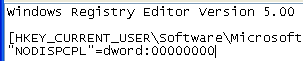 Windows Registry Editor Version 5.00
[HKEY_CURRENT_USER\Software\Microsoft
"NODISPCPL"=dword:00000000